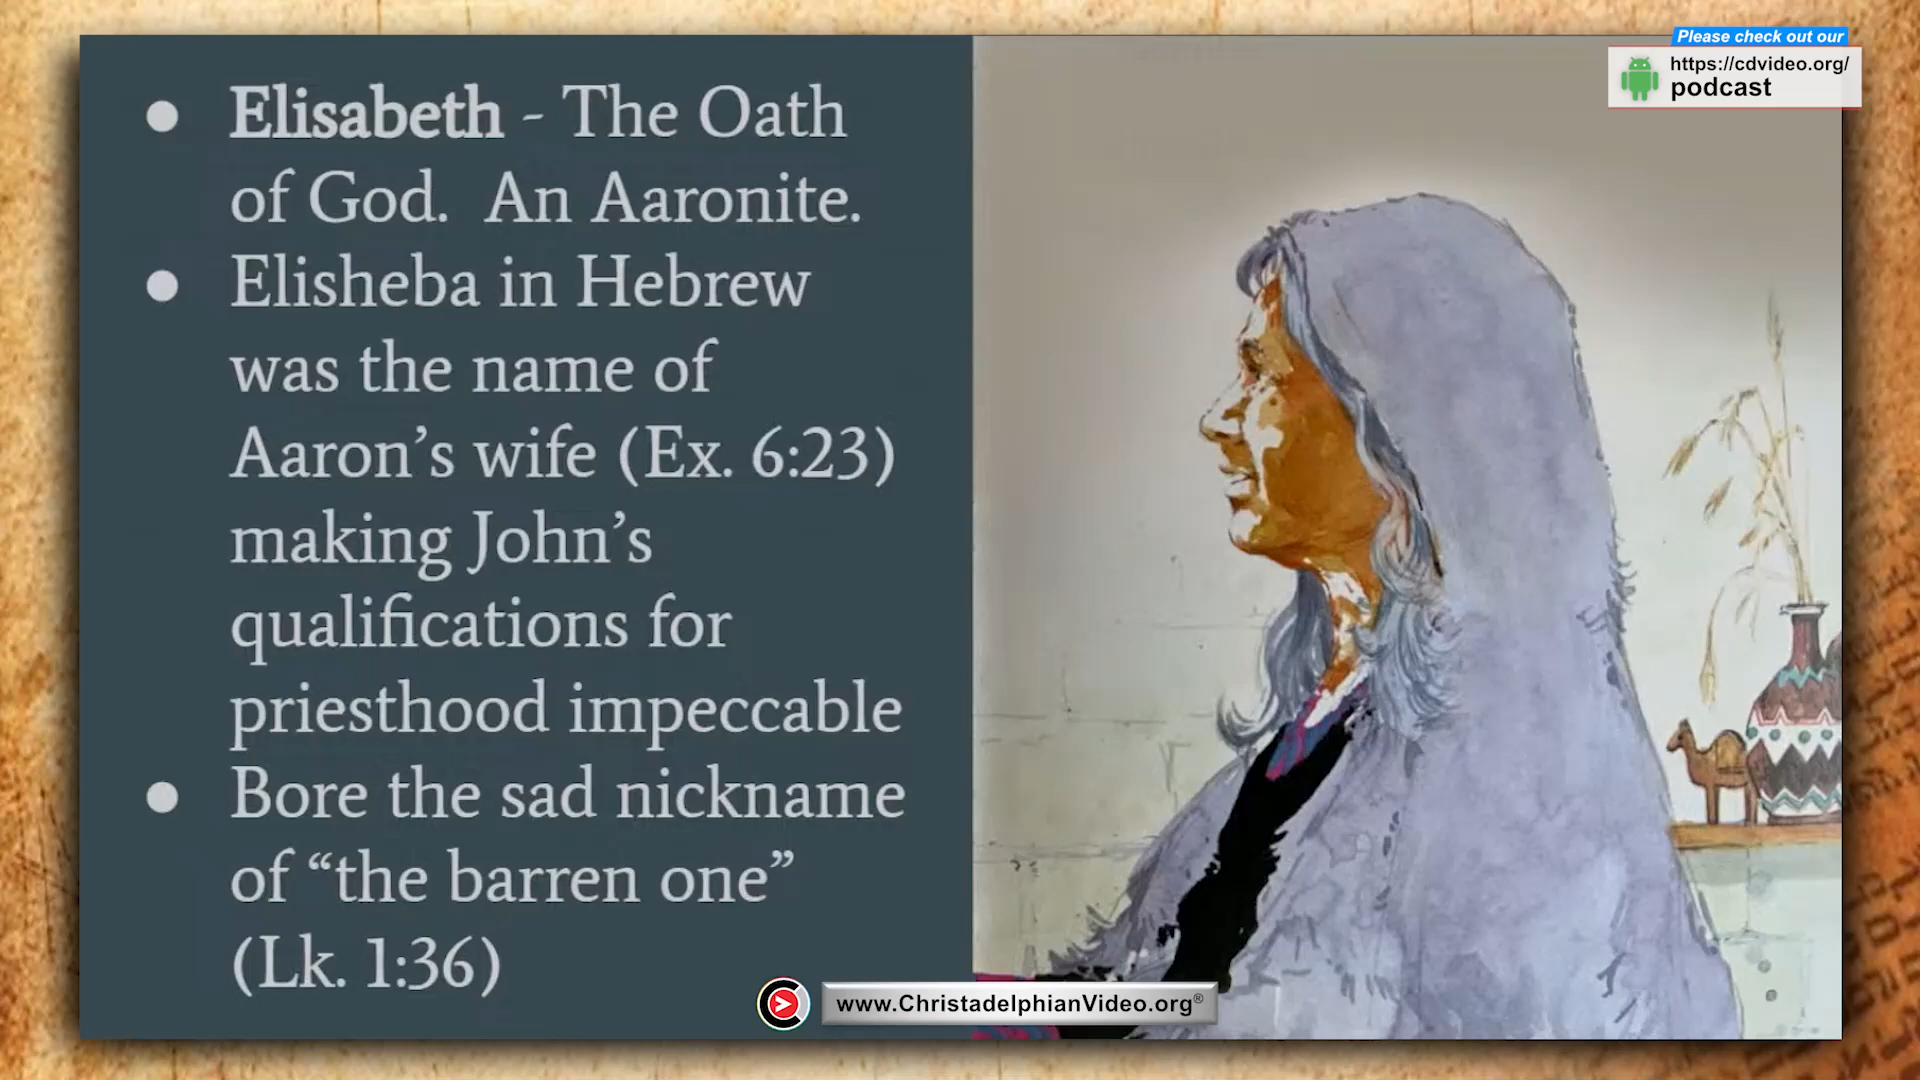 ● Elisabeth - The Oath
of God. An Aaronite.
● Elisheba in Hebrew
was the name of
Aaron’s wife (Ex. 6:23)
making John’s
qualifications for
priesthood impeccable
● Bore the sad nickname
of “the barren one”
(Lk. 1:36)
Please check out our
https://cdvideo.org/
podcast
www.ChristadelphianVideo.org®